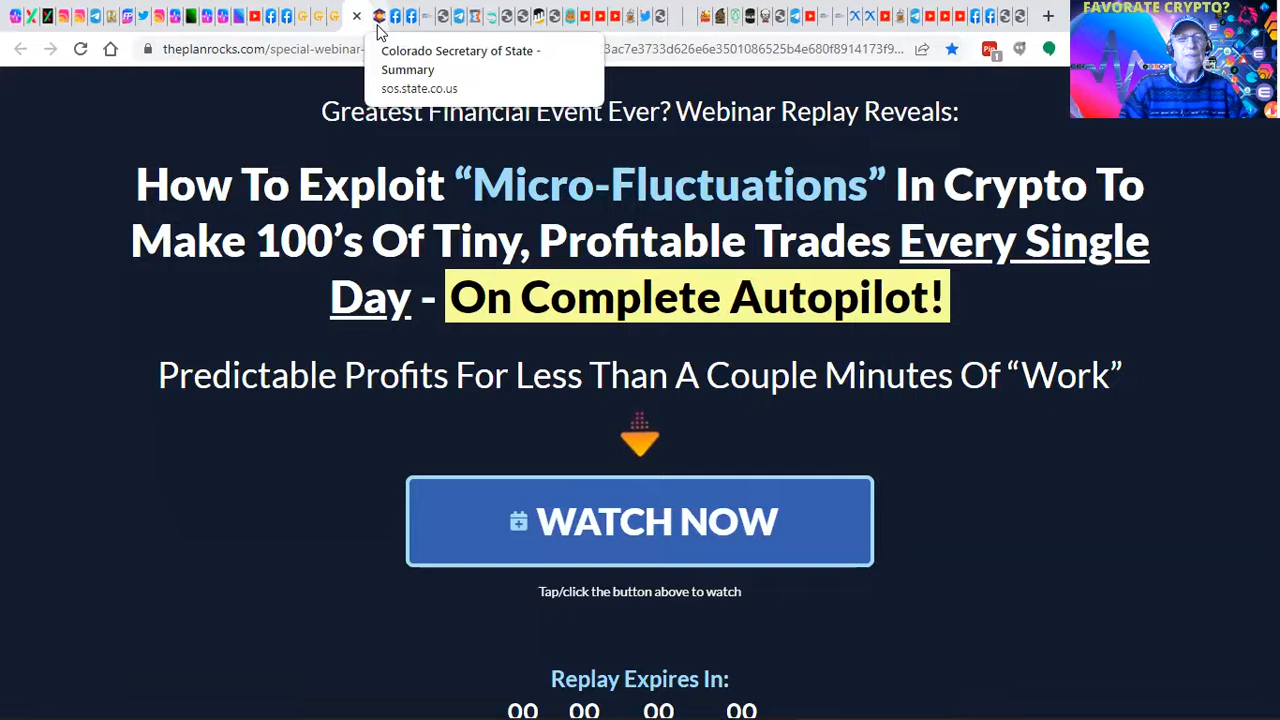 FAVORATE CRYPTO?
theplanrocks.com/special-webinar-
3ac7e3733d626e6e3501086525b4e680f8914173f9...
Colorado Secretary of State -
Summary
sos.state.co.us
Greatest Financial Event Ever? Webinar Replay Reveals:
How To Exploit “Micro-Fluctuations” In Crypto To
Make 100’s Of Tiny, Profitable Trades Every Single
Day - On Complete Autopilot!
Predictable Profits For Less Than A Couple Minutes Of “Work”
WATCH NOW
Tap/click the button above to watch
Replay Expires In:
00 00 00 00